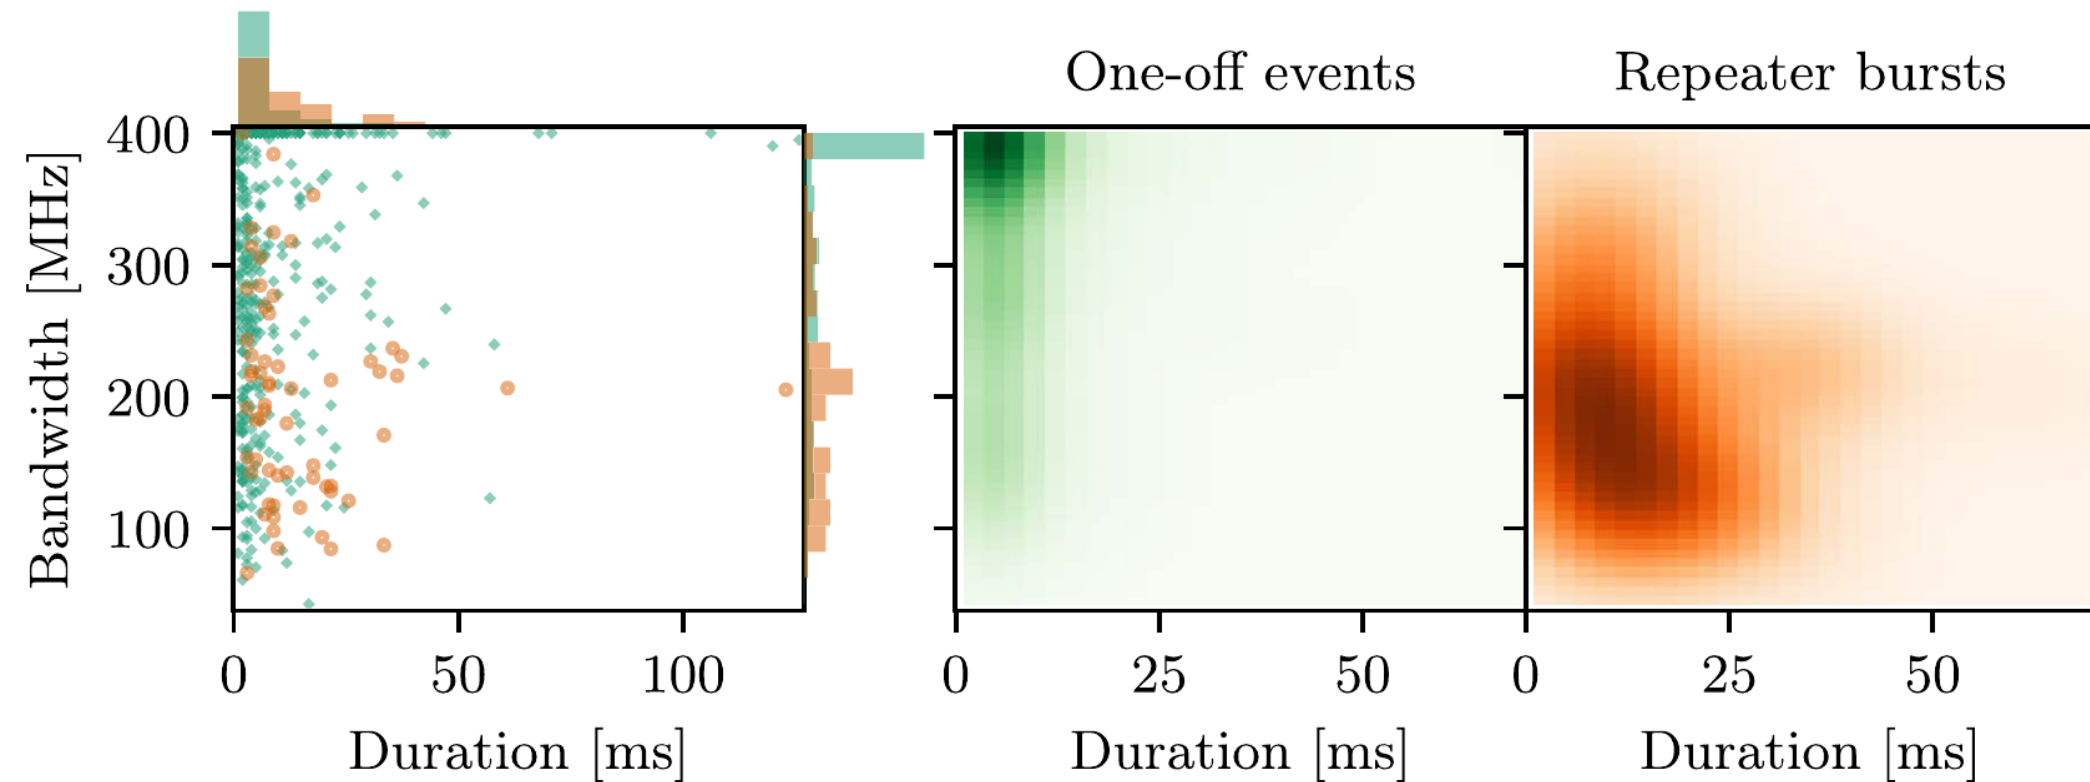 One-off events
Repeater bursts
Bandwidth [MHz]
400
300
200
100
0
50
100
0
25
50
0
25
50
Duration [ms]
Duration [ms]
Duration [ms]